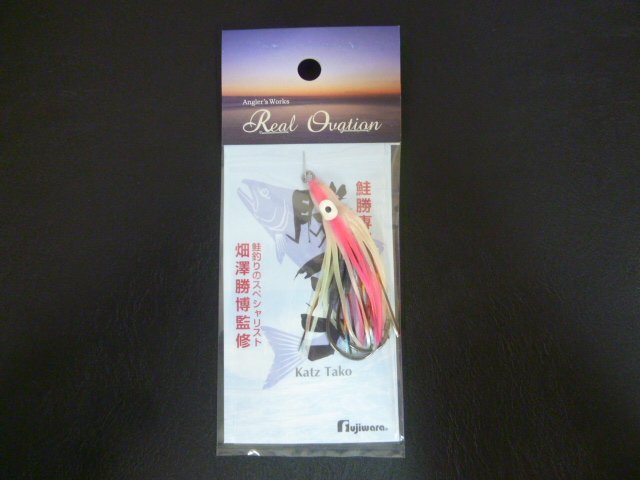 Angler's Works
Real Ovation
鮭勝専
鮭釣りのスペシャリスト
畑澤勝博監修
Katz Tako
Fujiwara